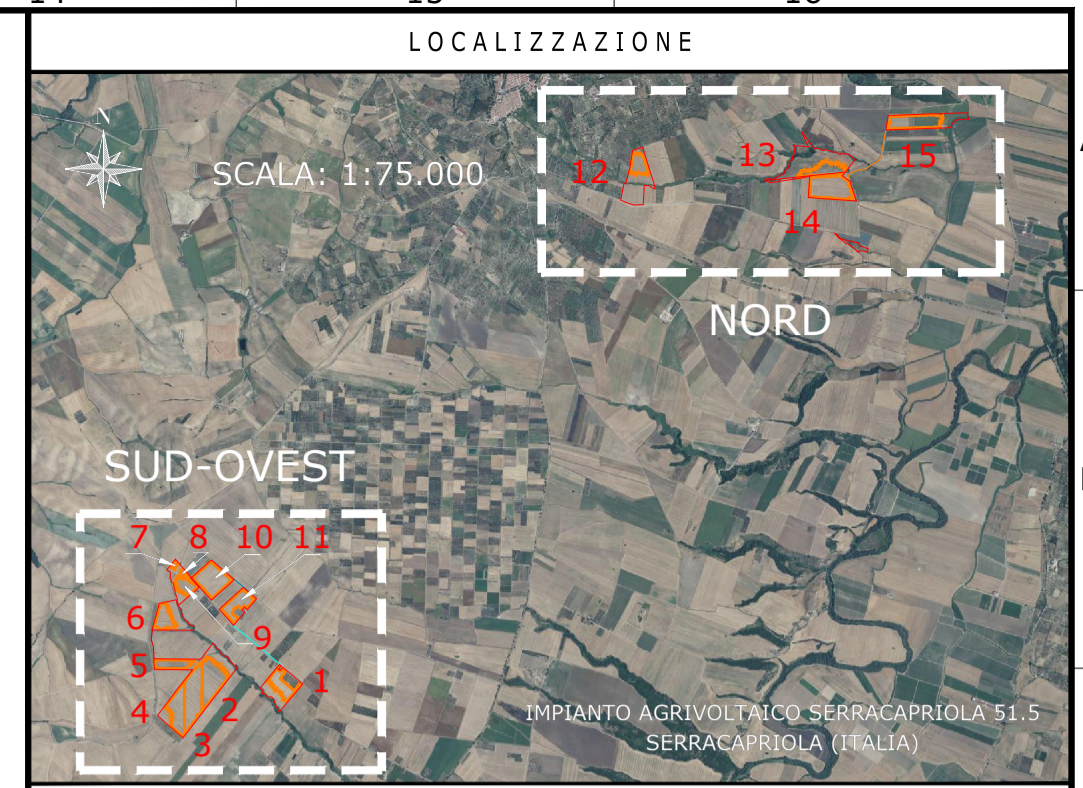 LOCALIZZAZIONE
N
SCALA: 1:75.000
12
13
15
14
NORD
SUD-OVEST
7
8
10
11
6
9
5
1
4
2
3
IMPIANTO AGRIVOLTAICO SERRACAPRIOLA 51.5
SERRACAPRIOLA (ITALIA)